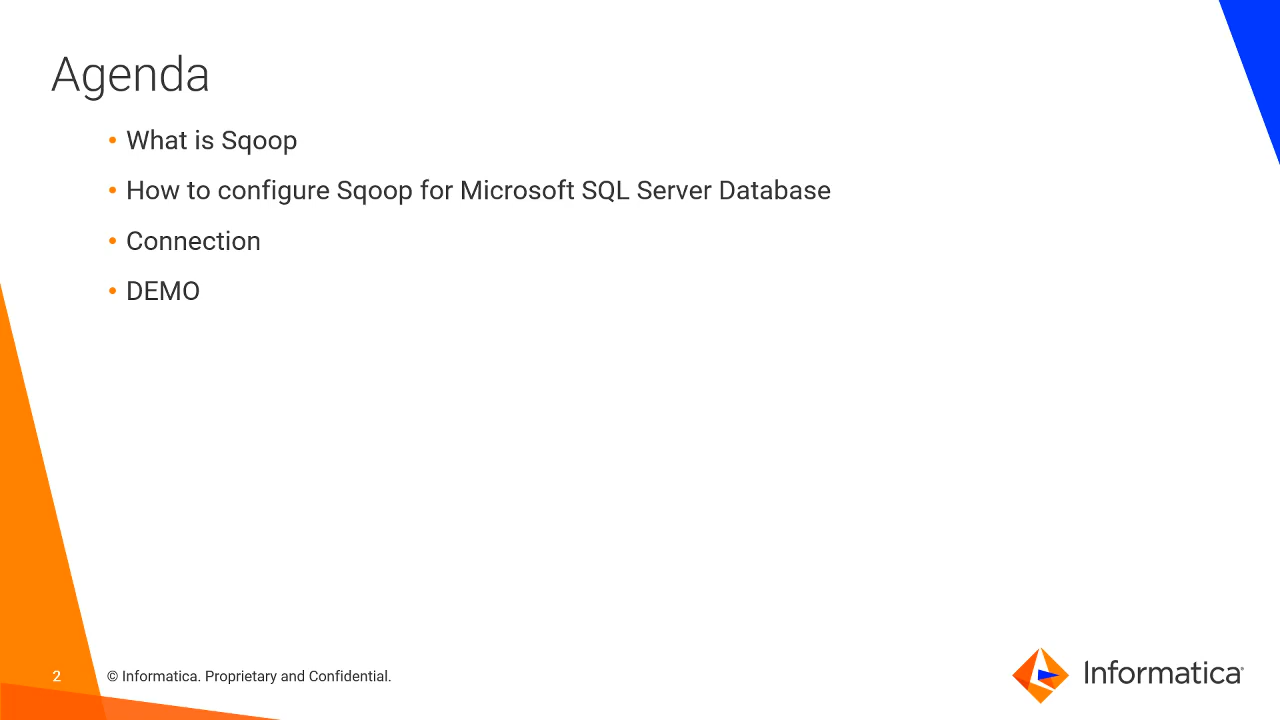 Agenda
• What is Sqoop
• How to configure Sqoop for Microsoft SQL Server Database
• Connection
• DEMO
2
© Informatica. Proprietary and Confidential.
Informatica